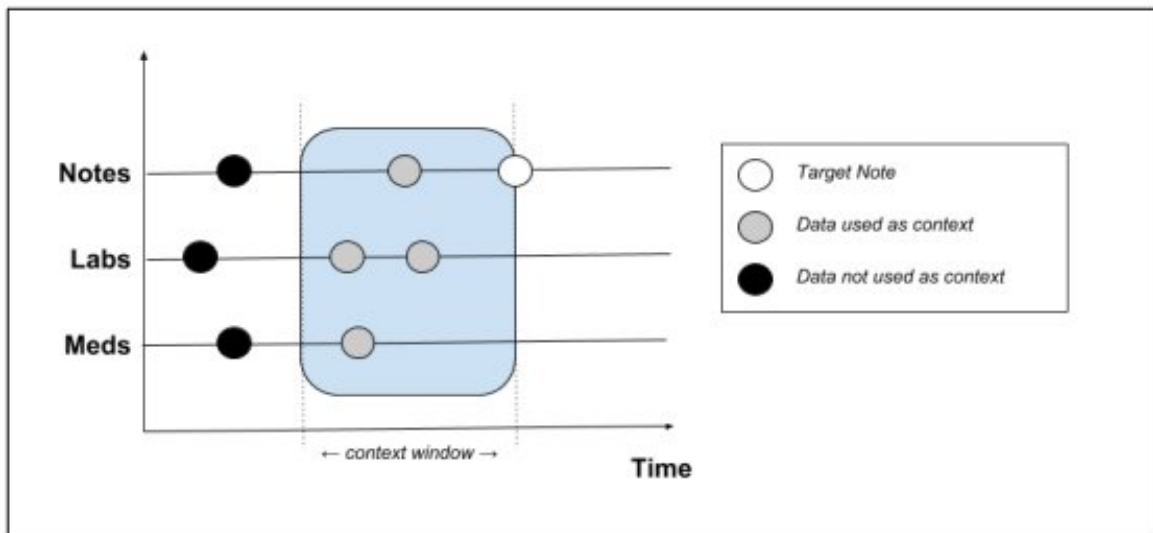 Notes
Labs
Meds
← context window →
Time
Target Note
Data used as context
Data not used as context